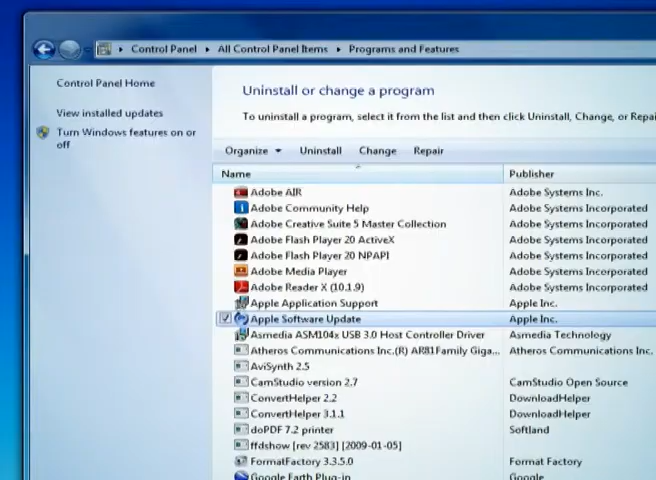 Control Panel ▸ All Control Panel Items ▸ Programs and Features
Control Panel Home
View installed updates
Turn Windows features on or
off
Uninstall or change a program
To uninstall a program, select it from the list and then click Uninstall, Change, or Repai
Organize Uninstall Change Repair
Name Publisher
Adobe AIR Adobe Systems Inc.
Adobe Community Help Adobe Systems Incorporated
Adobe Creative Suite 5 Master Collection Adobe Systems Incorporated
Adobe Flash Player 20 ActiveX Adobe Systems Incorporated
Adobe Flash Player 20 NPAPI Adobe Systems Incorporated
Adobe Media Player Adobe Systems Incorporated
Adobe Reader X (10.1.9) Adobe Systems Incorporated
Apple Application Support Apple Inc.
Apple Software Update Apple Inc.
Asmedia ASM104x USB 3.0 Host Controller Driver Asmedia Technology
Atheros Communications Inc.(R) AR81Family Giga... Atheros Communications Inc.
AviSynth 2.5
CamStudio version 2.7 CamStudio Open Source
ConvertHelper 2.2 DownloadHelper
ConvertHelper 3.1.1 DownloadHelper
doPDF 7.2 printer Softland
ffdshow [rev 2583] [2009-01-05]
FormatFactory 3.3.5.0 Format Factory
Google Earth Plug-in Google